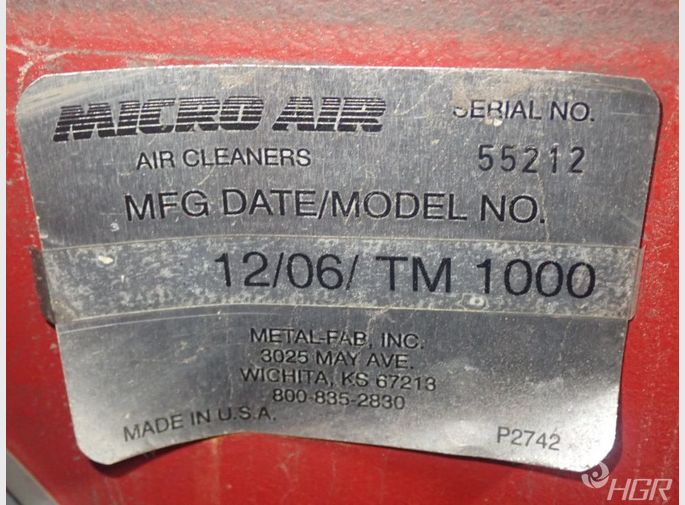 MICRO AIR
AIR CLEANERS
SERIAL NO.
55212
MFG DATE/MODEL NO.
12/06/ TM 1000
METAL-FAB, INC.
3025 MAY AVE.
WICHITA, KS 67213
800-835-2830
MADE IN U.S.A.
P2742
HGR